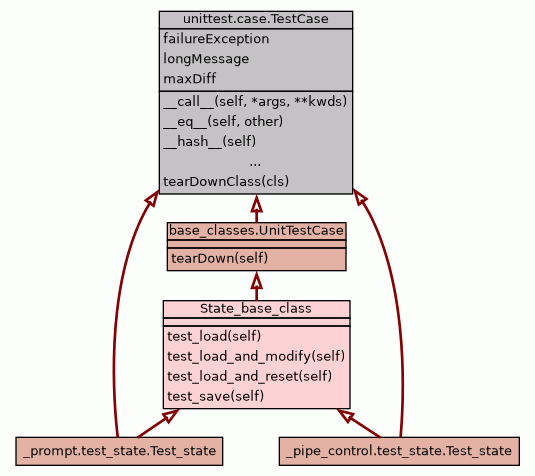 unittest.case.TestCase
failureException
longMessage
maxDiff
__call__(self, *args, **kwds)
__eq__(self, other)
__hash__(self)
...
tearDownClass(cls)
base_classes.UnitTestCase
tearDown(self)
State_base_class
test_load(self)
test_load_and_modify(self)
test_load_and_reset(self)
test_save(self)
_prompt.test_state.Test_state
_pipe_control.test_state.Test_state